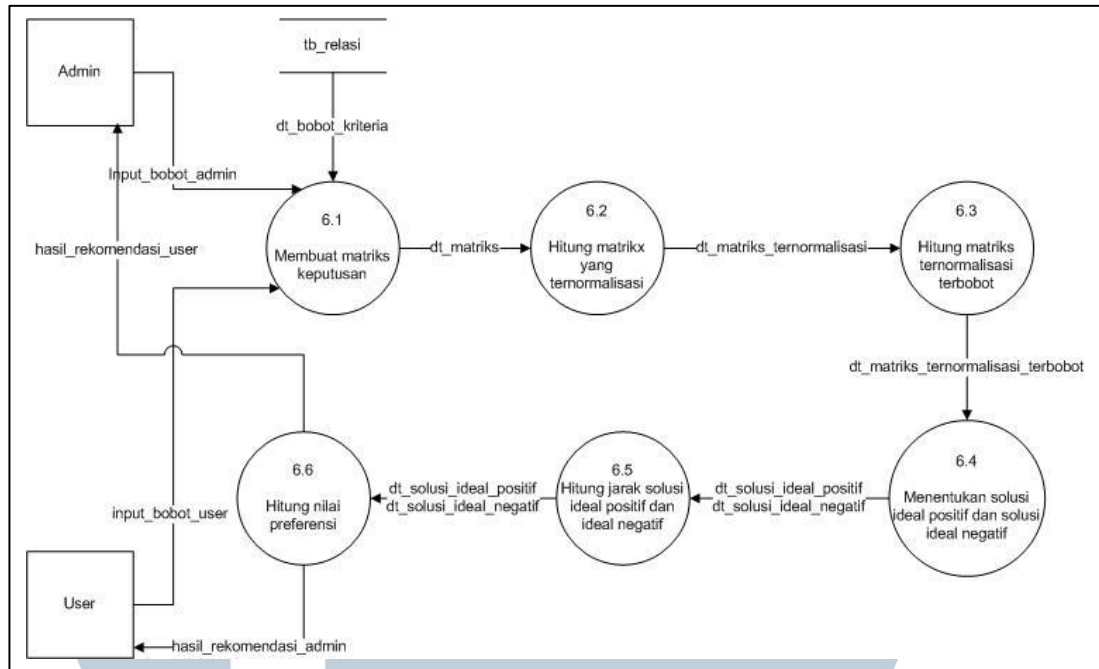 tb_relasi
Admin
dt_bobot_kriteria
Input_bobot_admin
6.1
Membuat matriks
keputusan
dt_matriks
6.2
Hitung matrikx
yang
ternormalisasi
dt_matriks_ternormalisasi
6.3
Hitung matriks
ternormalisasi
terbobot
hasil_rekomendasi_user
dt_matriks_ternormalisasi_terbobot
6.4
Menentukan solusi
ideal positif dan solusi
ideal negatif
dt_solusi_ideal_positif
dt_solusi_ideal_negatif
6.5
Hitung jarak solusi
ideal positif dan
ideal negatif
dt_solusi_ideal_positif
dt_solusi_ideal_negatif
6.6
Hitung nilai
preferensi
input_bobot_user
User
hasil_rekomendasi_admin